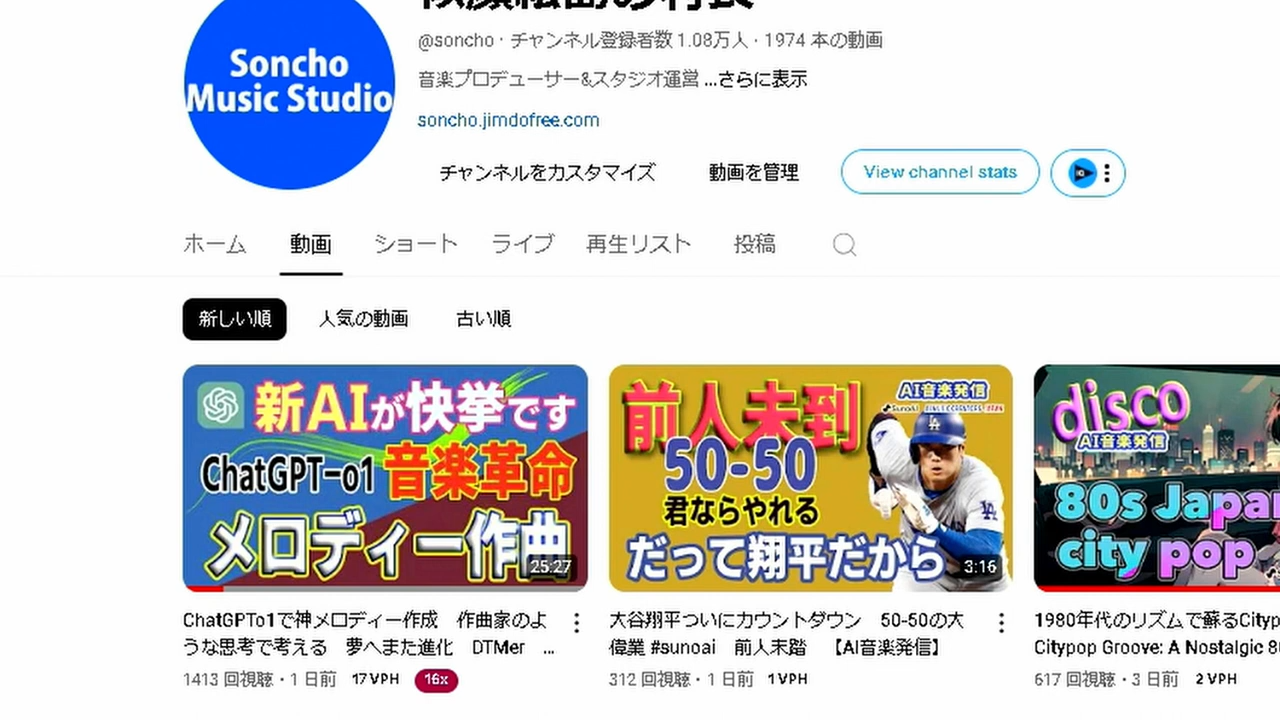 Soncho
Music Studio
@soncho · チャンネル登録者数 1.08万人 · 1974 本の動画
音楽プロデューサー&スタジオ運営 ...さらに表示
soncho.jimdofree.com
チャンネルをカスタマイズ
動画を管理
View channel stats
ホーム
動画
ショート
ライブ
再生リスト
投稿
新しい順
人気の動画
古い順
新AIが快挙です
ChatGPT-o1 音楽革命
メロディー作曲
25:27
前人未到
AI音楽発信
SunoAI
50-50
君ならやれる
だって翔平だから
3:16
disco
AI音楽発信
80s Japan
city pop
ChatGPTo1で神メロディー作成 作曲家のよ
うな思考で考える 夢へまた進化 DTMer ...
1413 回視聴・1 日前 17 VPH 16x
大谷翔平ついにカウントダウン 50-50の大
偉業 #sunoai 前人未踏 【AI音楽発信】
312 回視聴・1 日前 1 VPH
1980年代のリズムで蘇るCityp
Citypop Groove: A Nostalgic 80
617 回視聴・3 日前 2 VPH